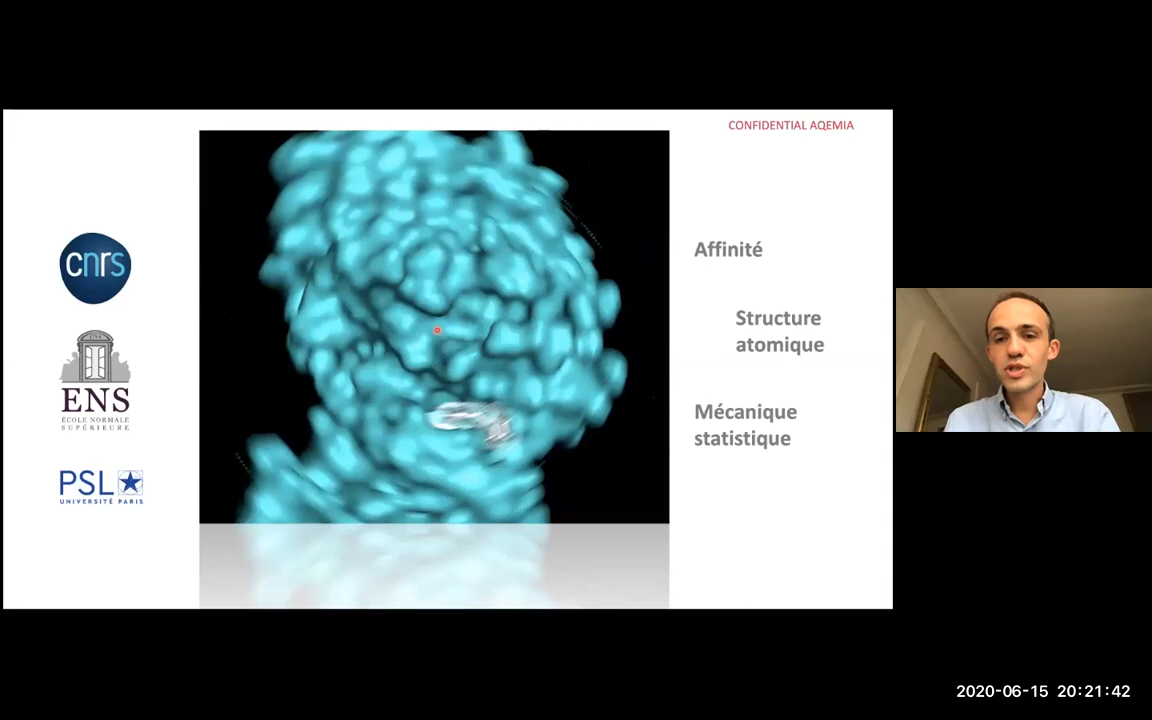 CONFIDENTIAL AQEMIA
cnrs
ENS
ÉCOLE NORMALE
SUPÉRIEURE
PSL
UNIVERSITÉ PARIS
Affinité
Structure
atomique
Mécanique
statistique
2020-06-15 20:21:42